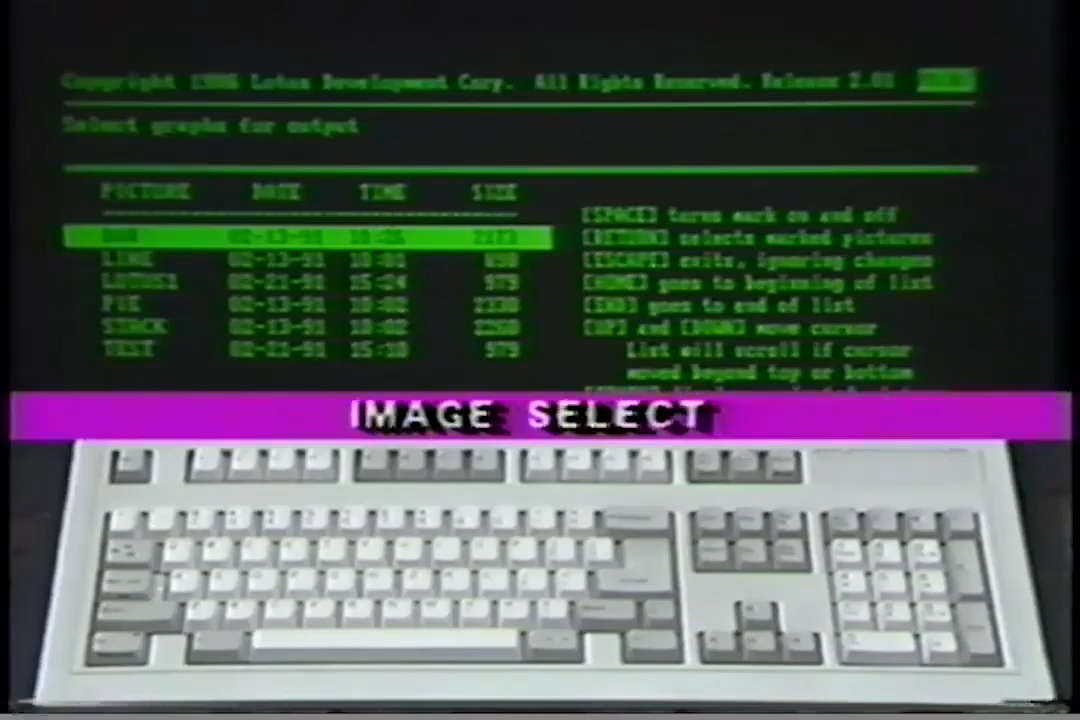 Copyright 1986 Lotus Development Corp. All Rights Reserved. Release 2.01
Select graphs for output
PICTURE DATE TIME SIZE
02-13-91
LINE 02-13-91 10:01
LOTUS1 02-21-91 15:24 979
PIE 02-13-91 10:02 2330
STACK 02-13-91 10:02 2260
TEST 02-21-91 979
[SPACE] turns mark on and off
[RETURN] selects marked pictures
[ESCAPE] exits, ignoring changes
[HOME] goes to beginning of list
[END] goes to end of list
[UP] and [DOWN] move cursor
List will scroll if cursor
moved beyond top or bottom
IMAGE SELECT